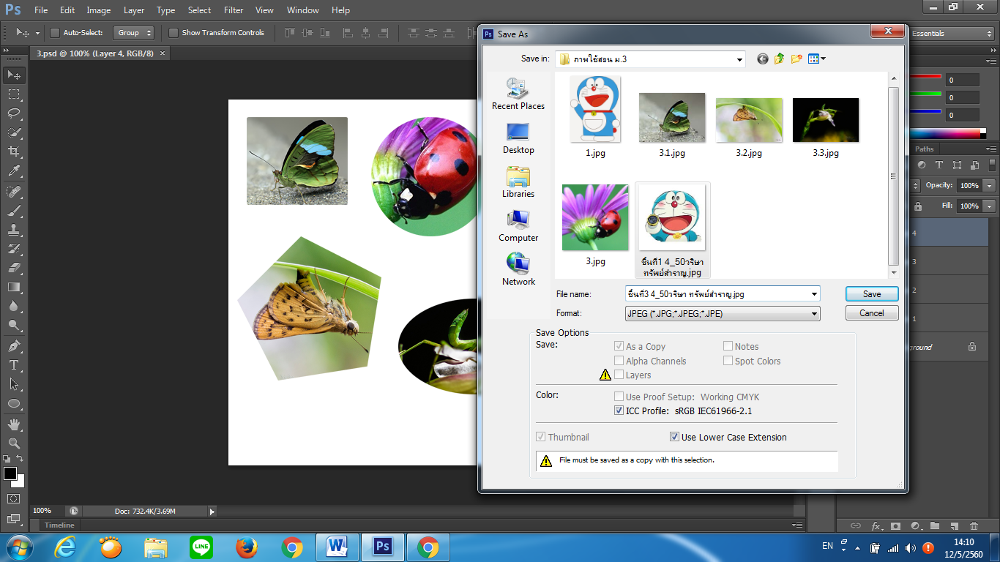 Ps File Edit Image Layer Type Select Filter View Window Help
Auto-Select: Group Show Transform Controls
Essentials
3.psd @ 100% (Layer 4, RGB/8) ×
Ps Save As
Save in: ภาพใช้สอน ม.3
Recent Places
Desktop
Libraries
Computer
Network
1.jpg 3.1.jpg 3.2.jpg 3.3.jpg
3.jpg ชิ้นที่1 4_50วริษา
ทรัพย์สำราญ.jpg
File name: ชิ้นที่3 4_50วริษา ทรัพย์สำราญ.jpg Save
Format: JPEG (*.JPG;*.JPEG;*.JPE) Cancel
Save Options
Save: As a Copy Notes
Alpha Channels Spot Colors
Layers
Color: Use Proof Setup: Working CMYK
ICC Profile: sRGB IEC61966-2.1
Thumbnail Use Lower Case Extension
File must be saved as a copy with this selection.
0
0
0
Paths
Opacity: 100%
Fill: 100%
4
3
2
1
ground
fx
100% Doc: 732.4K/3.69M
Timeline
LINE
W
Ps
EN 14:10
12/5/2560